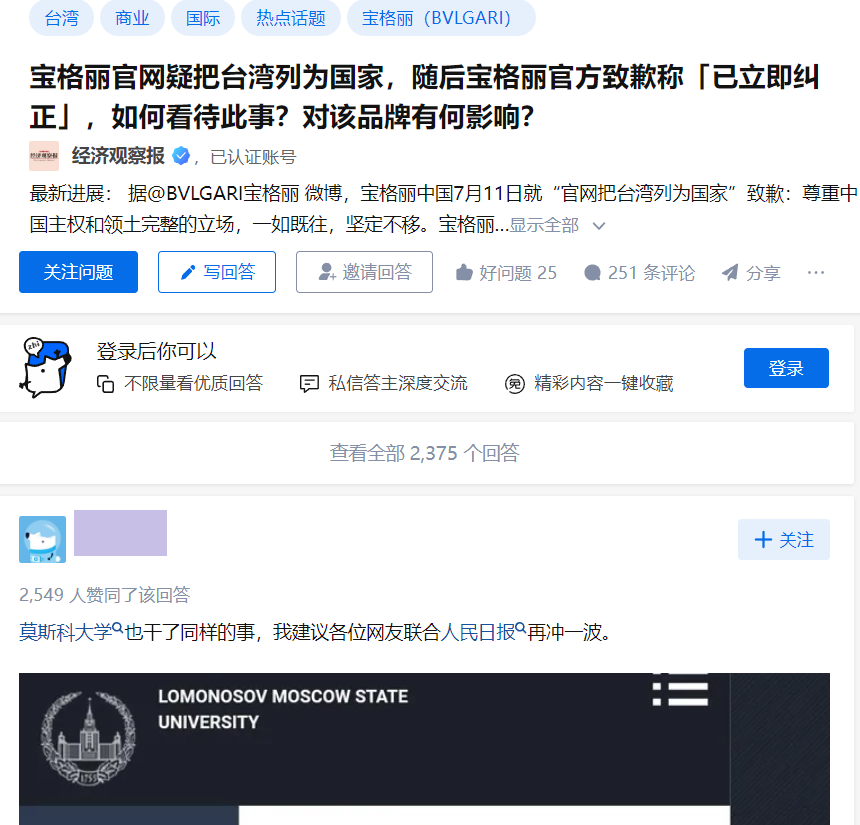 台湾 商业 国际 热点话题 宝格丽（BVLGARI）
宝格丽官网疑把台湾列为国家，随后宝格丽官方致歉称「已立即纠
正」，如何看待此事？对该品牌有何影响？
经济观察报 ，已认证账号
最新进展： 据@BVLGARI宝格丽 微博，宝格丽中国7月11日就“官网把台湾列为国家”致歉：尊重中
国主权和领土完整的立场，一如既往，坚定不移。宝格丽...显示全部
关注问题 写回答 邀请回答 好问题 25 251 条评论 分享 ···
登录后你可以
不限量看优质回答 私信答主深度交流 精彩内容一键收藏
登录
查看全部 2,375 个回答
+ 关注
2,549 人赞同了该回答
莫斯科大学也干了同样的事，我建议各位网友联合人民日报再冲一波。
LOMONOSOV MOSCOW STATE
UNIVERSITY
1755